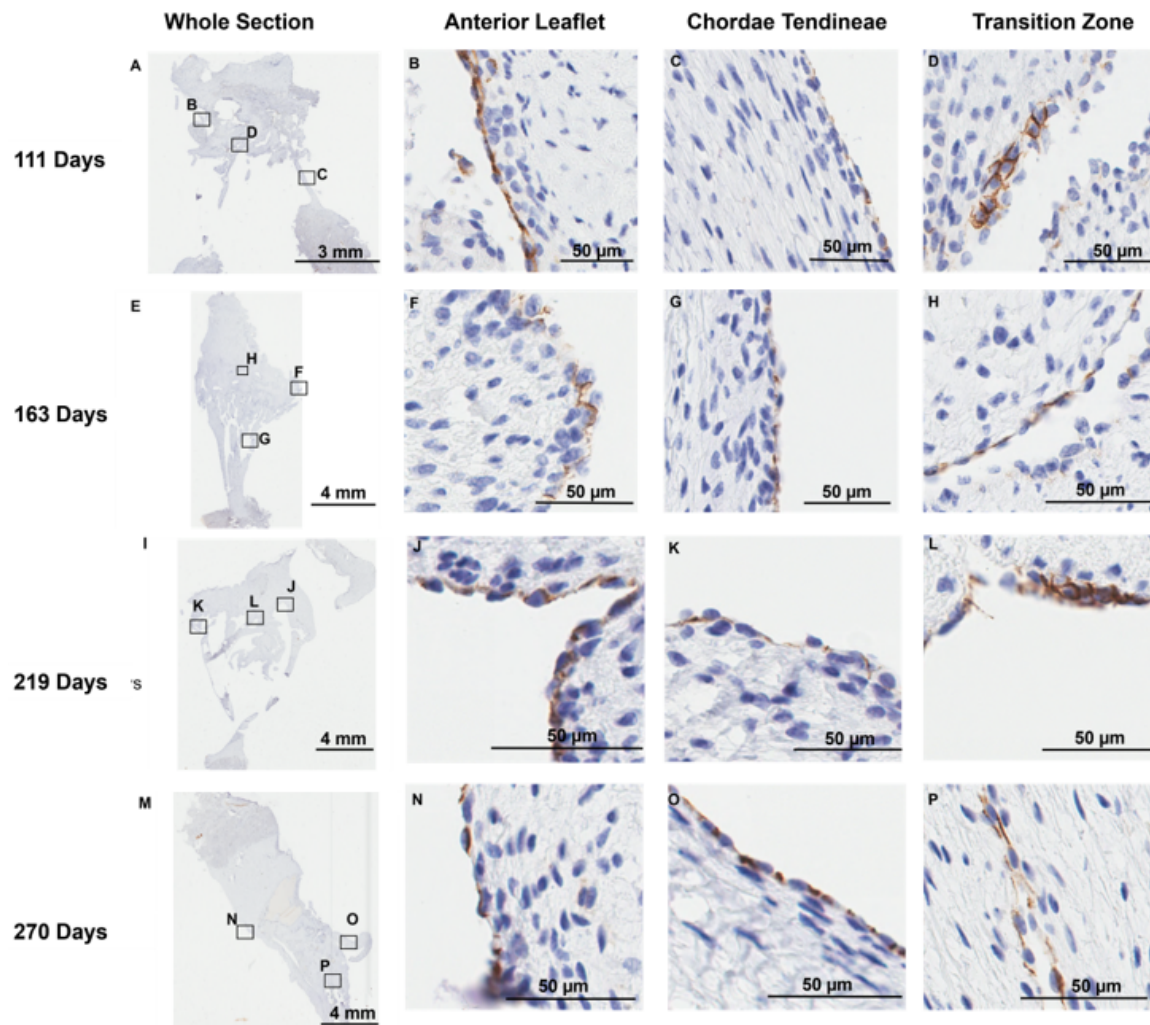 Whole Section Anterior Leaflet Chordae Tendineae Transition Zone
A B C D
B
D
C
111 Days
3 mm 50 µm 50 µm 50 µm
E F G H
H
F
G
163 Days
4 mm 50 µm 50 µm 50 µm
I J K L
J
K L
219 Days
'S
4 mm 50 µm 50 µm 50 µm
M N O P
N O
P
270 Days
4 mm 50 µm 50 µm 50 µm